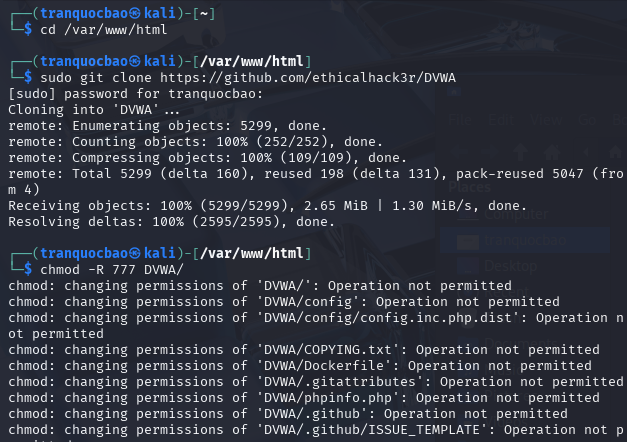 ┌──(tranquocbao㉿kali)-[~]
└─$ cd /var/www/html
┌──(tranquocbao㉿kali)-[/var/www/html]
└─$ sudo git clone https://github.com/ethicalhack3r/DVWA
[sudo] password for tranquocbao:
Cloning into 'DVWA'...
remote: Enumerating objects: 5299, done.
remote: Counting objects: 100% (252/252), done.
remote: Compressing objects: 100% (109/109), done.
remote: Total 5299 (delta 160), reused 198 (delta 131), pack-reused 5047 (fro
m 4)
Receiving objects: 100% (5299/5299), 2.65 MiB | 1.30 MiB/s, done.
Resolving deltas: 100% (2595/2595), done.
┌──(tranquocbao㉿kali)-[/var/www/html]
└─$ chmod -R 777 DVWA/
chmod: changing permissions of 'DVWA/': Operation not permitted
chmod: changing permissions of 'DVWA/config': Operation not permitted
chmod: changing permissions of 'DVWA/config/config.inc.php.dist': Operation n
ot permitted
chmod: changing permissions of 'DVWA/COPYING.txt': Operation not permitted
chmod: changing permissions of 'DVWA/Dockerfile': Operation not permitted
chmod: changing permissions of 'DVWA/.gitattributes': Operation not permitted
chmod: changing permissions of 'DVWA/phpinfo.php': Operation not permitted
chmod: changing permissions of 'DVWA/.github': Operation not permitted
chmod: changing permissions of 'DVWA/.github/ISSUE_TEMPLATE': Operation not p
File Edit View Go
Places
Computer
Desktop